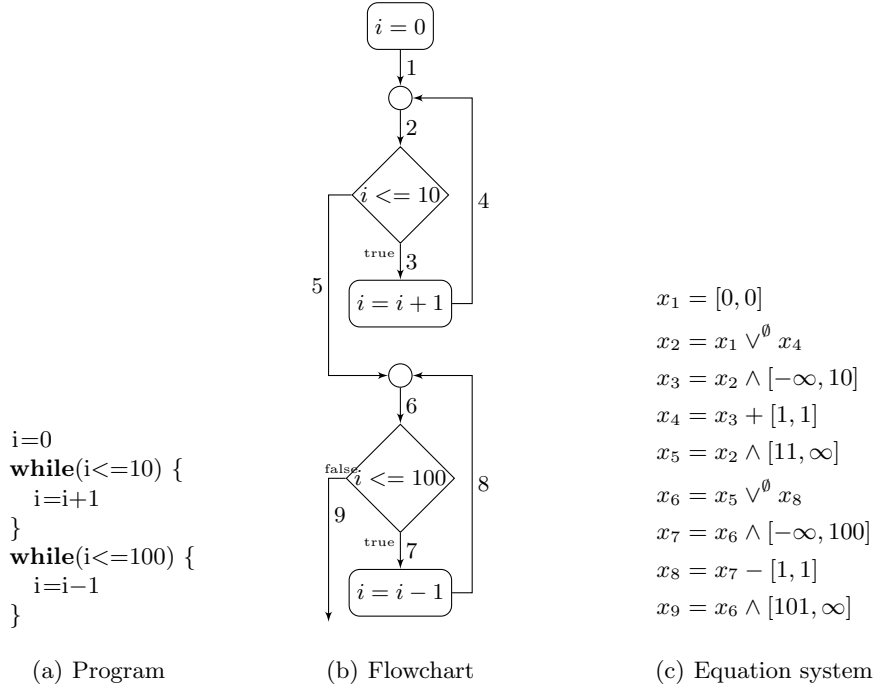 i=0
while(i<=10) {
i=i+1
}
while(i<=100) {
i=i−1
}
(a) Program
i = 0
1
2
i <= 10
4
true
3
5
i = i + 1
6
false
i <= 100
8
9
true
7
i = i − 1
(b) Flowchart
x₁ = [0, 0]
x₂ = x₁ ∨^∅ x₄
x₃ = x₂ ∧ [−∞, 10]
x₄ = x₃ + [1, 1]
x₅ = x₂ ∧ [11, ∞]
x₆ = x₅ ∨^∅ x₈
x₇ = x₆ ∧ [−∞, 100]
x₈ = x₇ − [1, 1]
x₉ = x₆ ∧ [101, ∞]
(c) Equation system